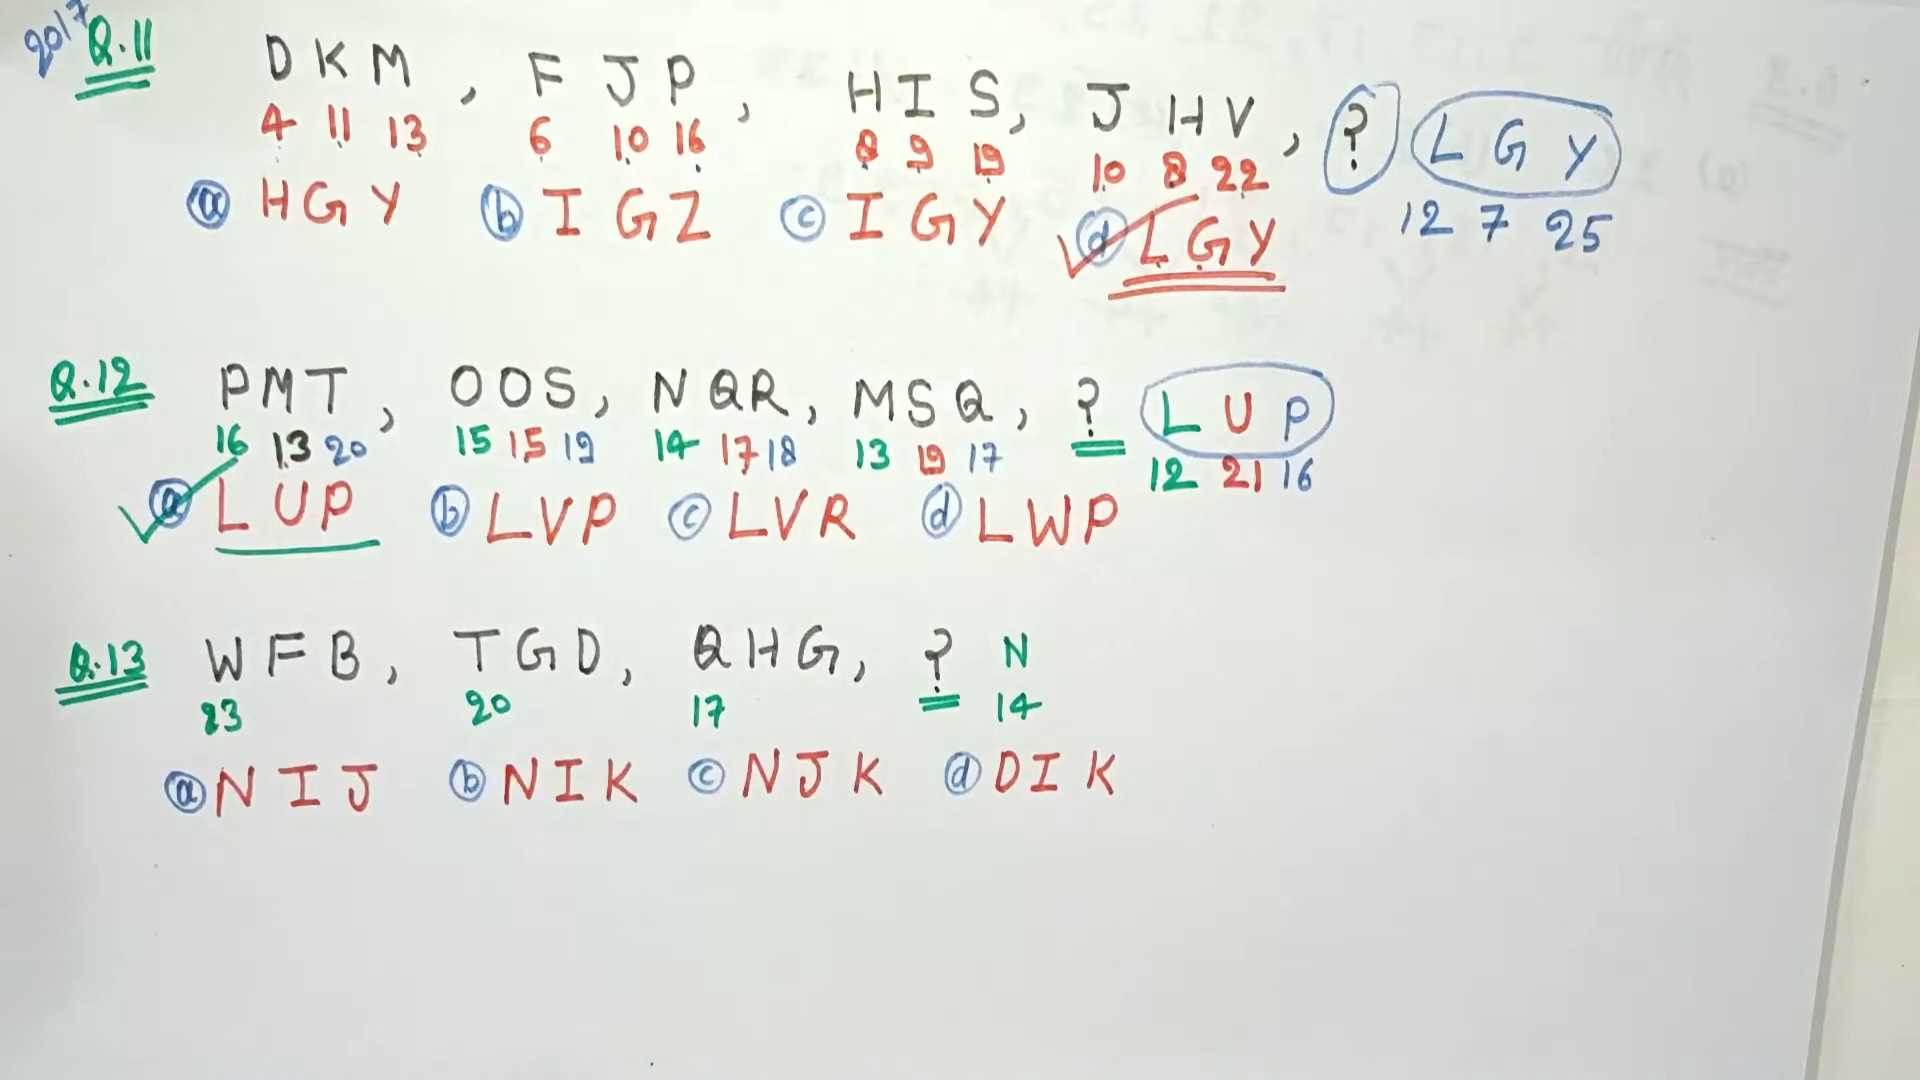 2017 Q.11 DKM, FJP, HIS, JHV, ? LGY
4 11 13 6 10 16 8 9 19 10 8 22 12 7 25
(a) HGY (b) IGZ (c) IGY (d) LGY
Q.12 PMT, OOS, NQR, MSQ, ? LUP
16 13 20 15 15 19 14 17 18 13 19 17 12 21 16
(a) LUP (b) LVP (c) LVR (d) LWP
Q.13 WFB, TGD, QHG, ? N
23 20 17 14
(a) NIJ (b) NIK (c) NJK (d) DIK